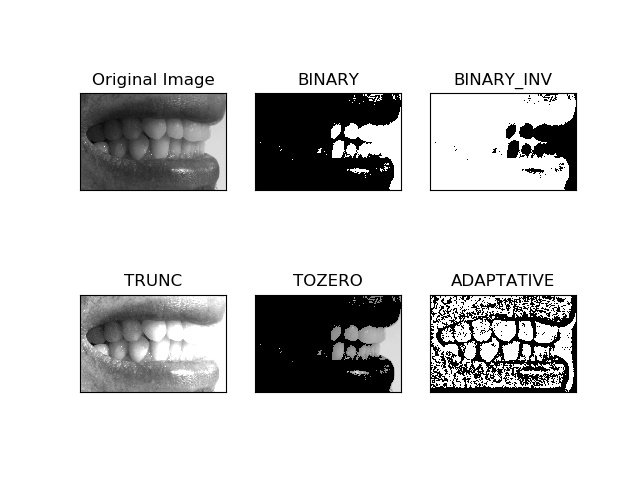 Original Image
BINARY
BINARY_INV
TRUNC
TOZERO
ADAPTATIVE